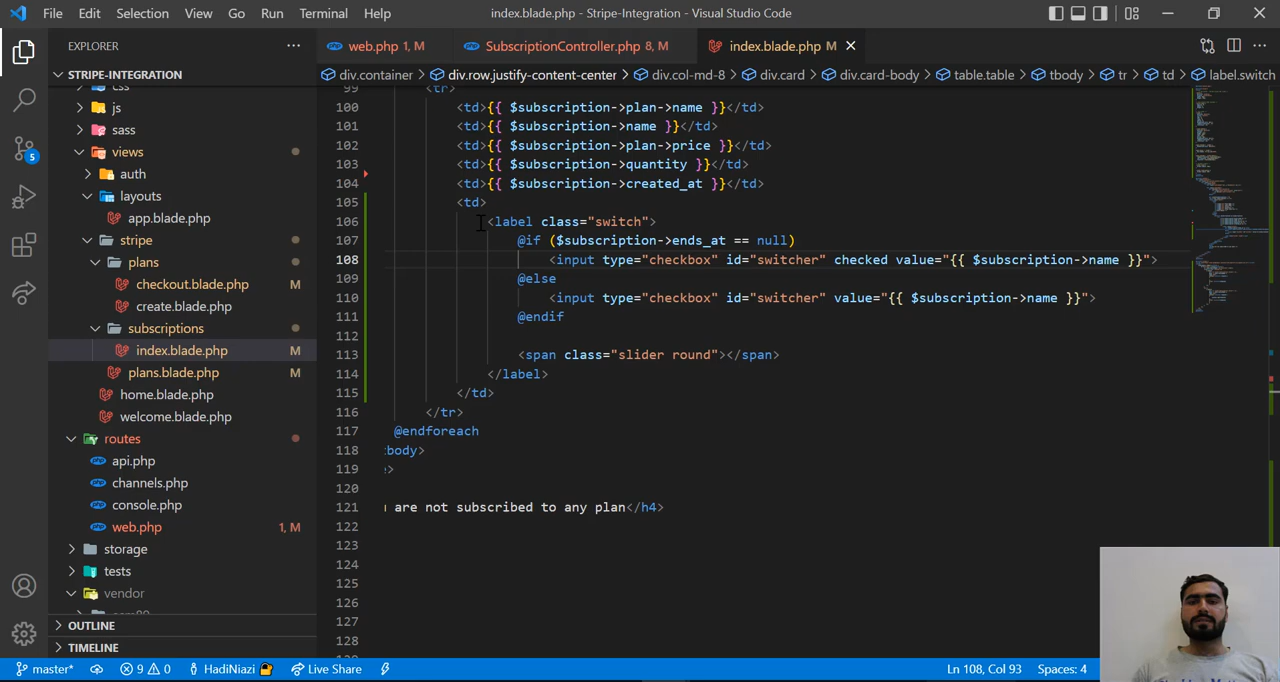 File Edit Selection View Go Run Terminal Help index.blade.php - Stripe-Integration - Visual Studio Code
EXPLORER
web.php 1, M
SubscriptionController.php 8, M
index.blade.php M
STRIPE-INTEGRATION
div.container > div.row.justify-content-center > div.col-md-8 > div.card > div.card-body > table.table > tbody > tr > td > label.switch
css
js
sass
views
auth
layouts
app.blade.php
stripe
plans
checkout.blade.php M
create.blade.php
subscriptions
index.blade.php M
plans.blade.php M
home.blade.php
welcome.blade.php
routes
api.php
channels.php
console.php
web.php 1, M
storage
tests
vendor
OUTLINE
TIMELINE
99 <tr>
100 <td>{{ $subscription->plan->name }}</td>
101 <td>{{ $subscription->name }}</td>
102 <td>{{ $subscription->plan->price }}</td>
103 <td>{{ $subscription->quantity }}</td>
104 <td>{{ $subscription->created_at }}</td>
105 <td>
106 <label class="switch">
107 @if ($subscription->ends_at == null)
108 <input type="checkbox" id="switcher" checked value="{{ $subscription->name }}">
109 @else
110 <input type="checkbox" id="switcher" value="{{ $subscription->name }}">
111 @endif
112
113 <span class="slider round"></span>
114 </label>
115 </td>
116 </tr>
117 @endforeach
118 :body>
119 >
120
121 are not subscribed to any plan</h4>
122
123
124
125
126
127
128
5
master* 9 0 HadiNiazi Live Share Ln 108, Col 93 Spaces: 4